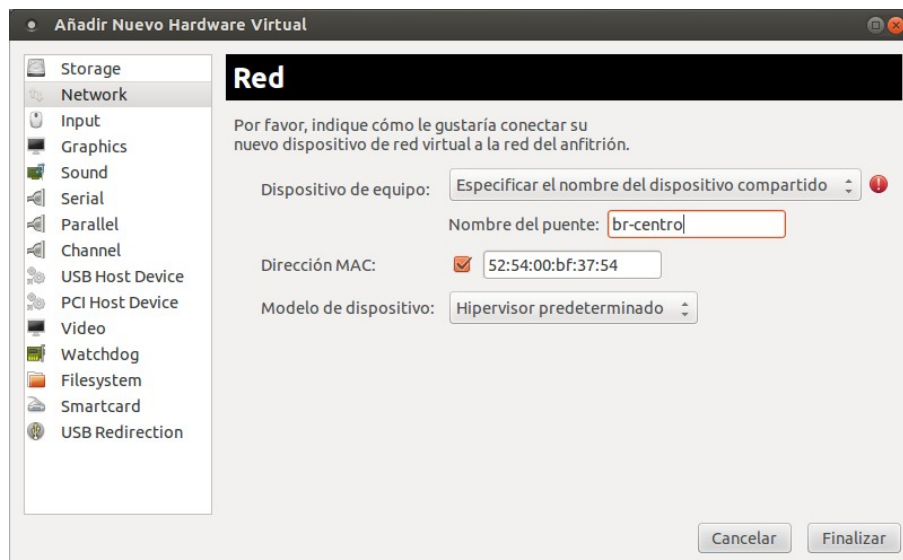 Añadir Nuevo Hardware Virtual
Storage
Network
Input
Graphics
Sound
Serial
Parallel
Channel
USB Host Device
PCI Host Device
Video
Watchdog
Filesystem
Smartcard
USB Redirection
Red
Por favor, indique cómo le gustaría conectar su
nuevo dispositivo de red virtual a la red del anfitrión.
Dispositivo de equipo: Especificar el nombre del dispositivo compartido
Nombre del puente: br-centro
Dirección MAC: 52:54:00:bf:37:54
Modelo de dispositivo: Hipervisor predeterminado
Cancelar Finalizar